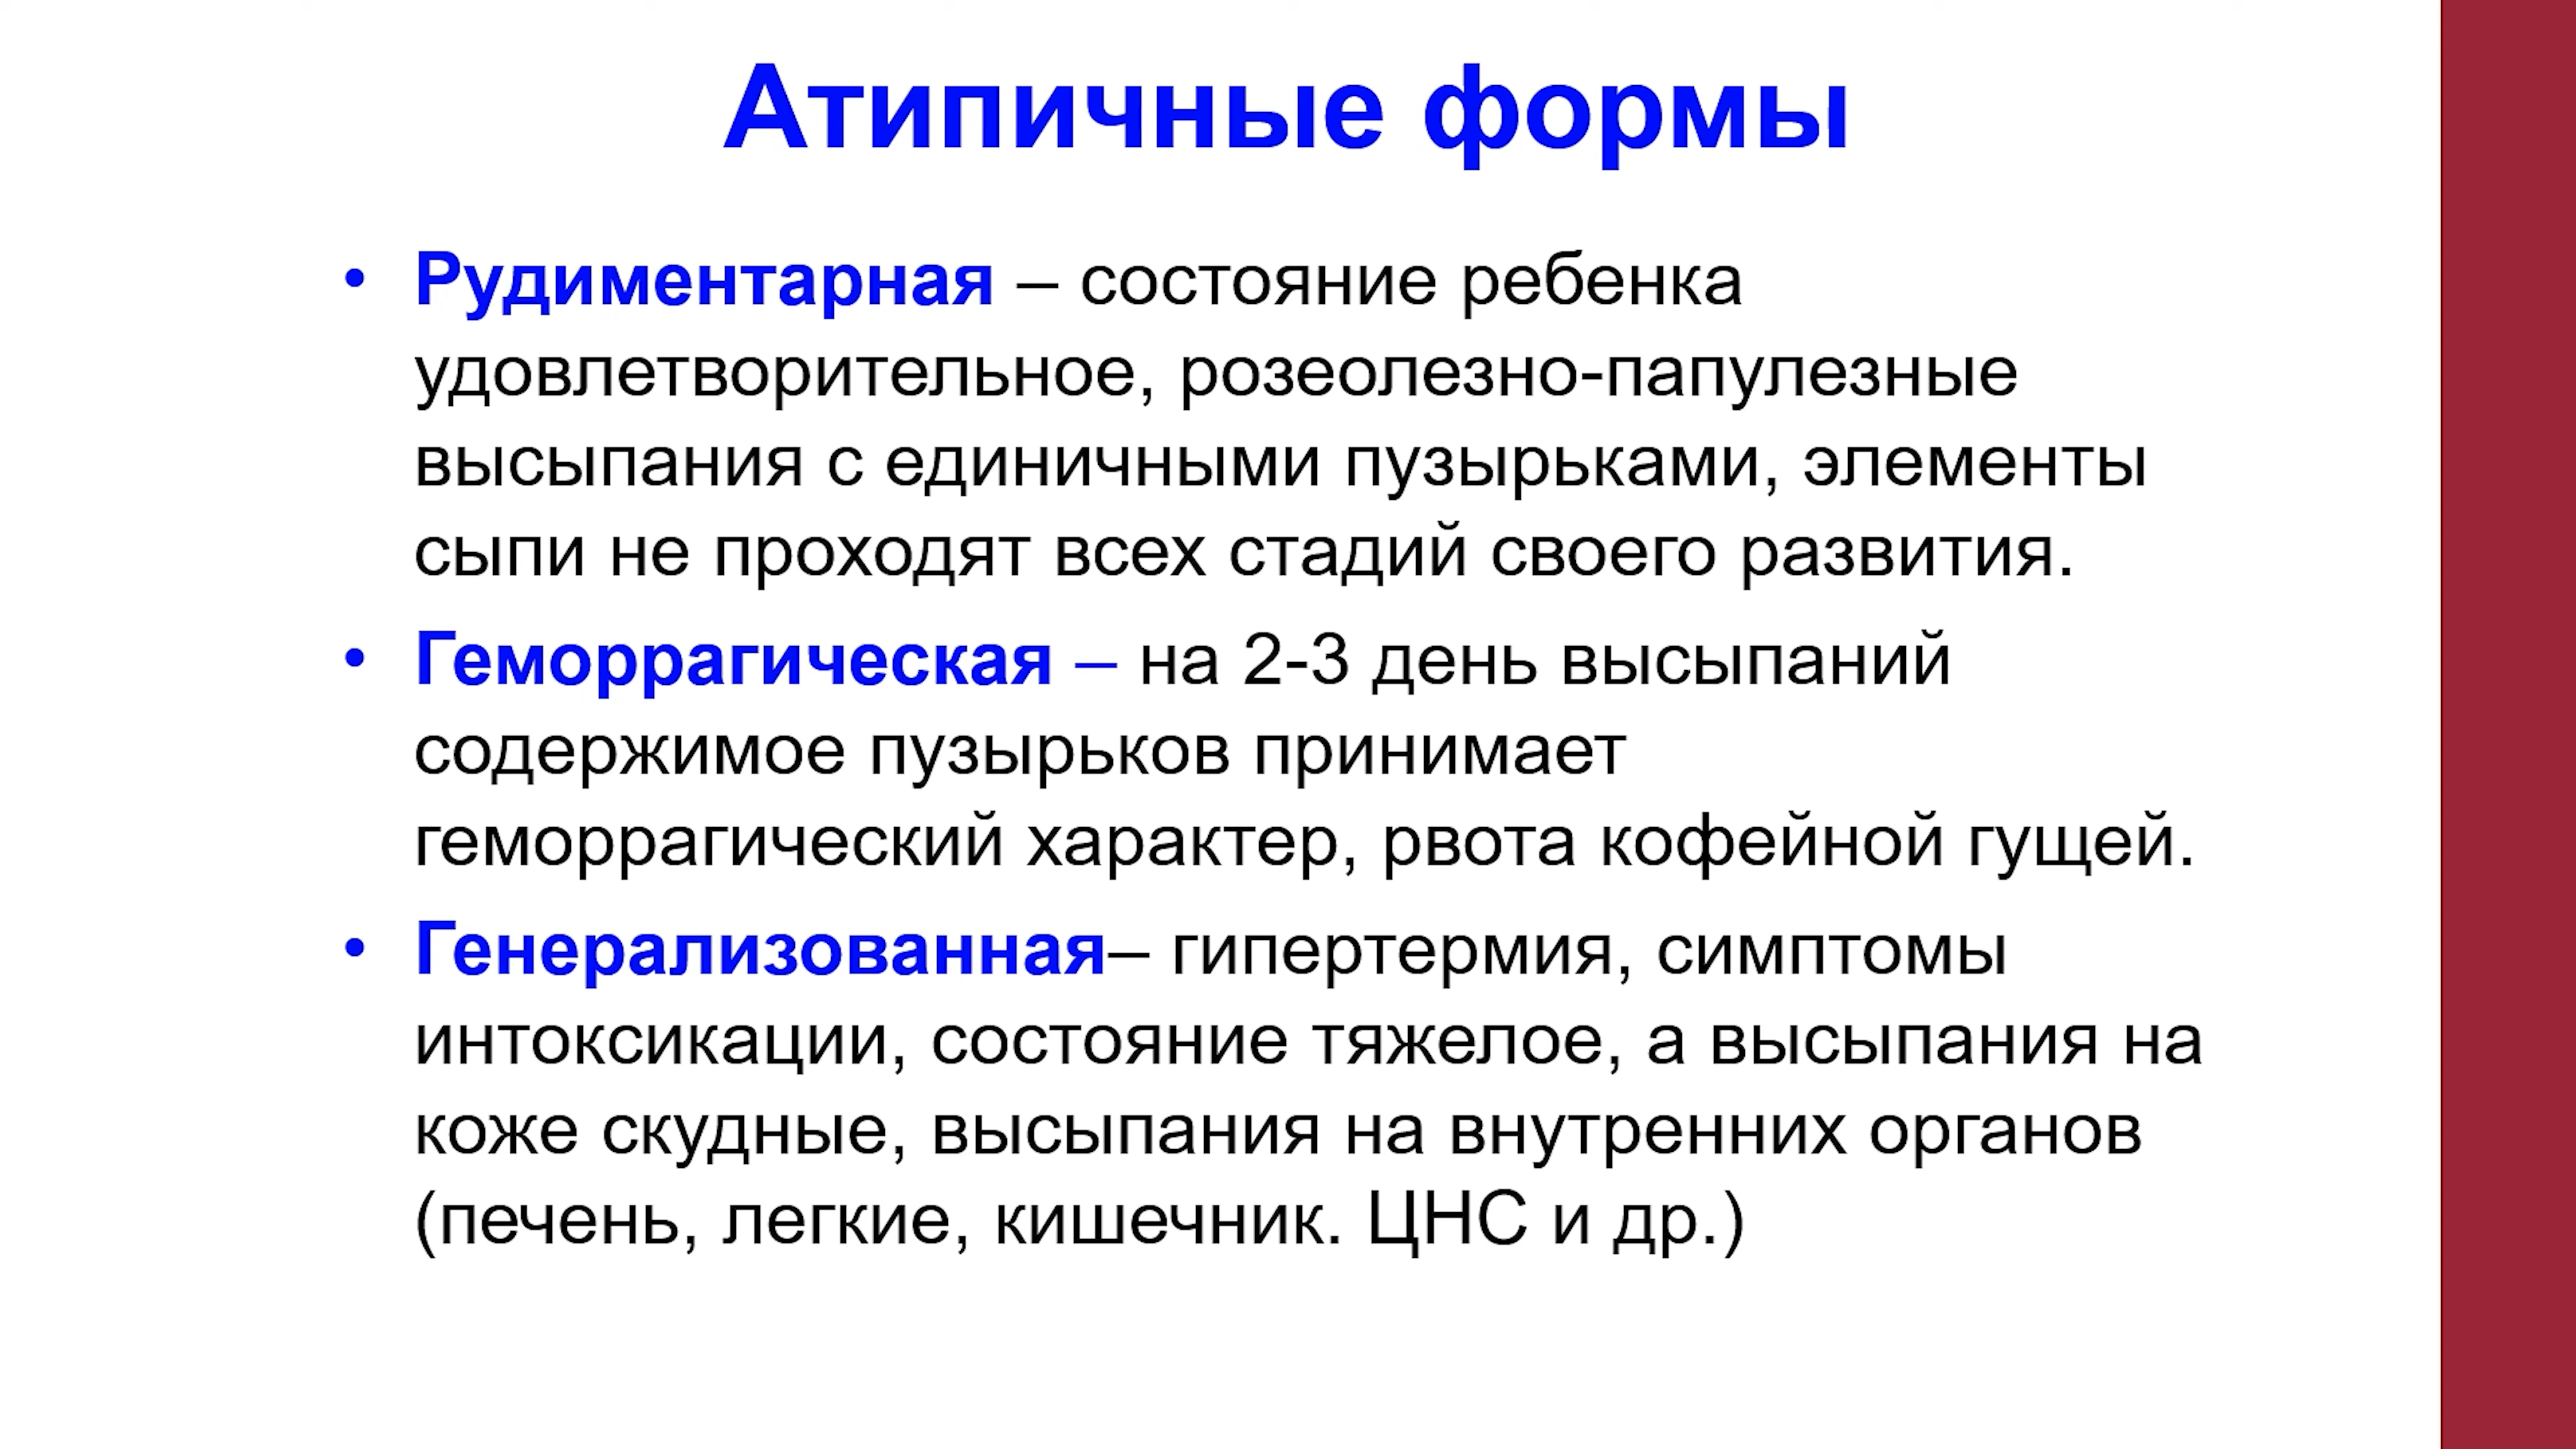 Атипичные формы
• Рудиментарная – состояние ребенка
удовлетворительное, розеолезно-папулезные
высыпания с единичными пузырьками, элементы
сыпи не проходят всех стадий своего развития.
• Геморрагическая – на 2-3 день высыпаний
содержимое пузырьков принимает
геморрагический характер, рвота кофейной гущей.
• Генерализованная– гипертермия, симптомы
интоксикации, состояние тяжелое, а высыпания на
коже скудные, высыпания на внутренних органов
(печень, легкие, кишечник. ЦНС и др.)